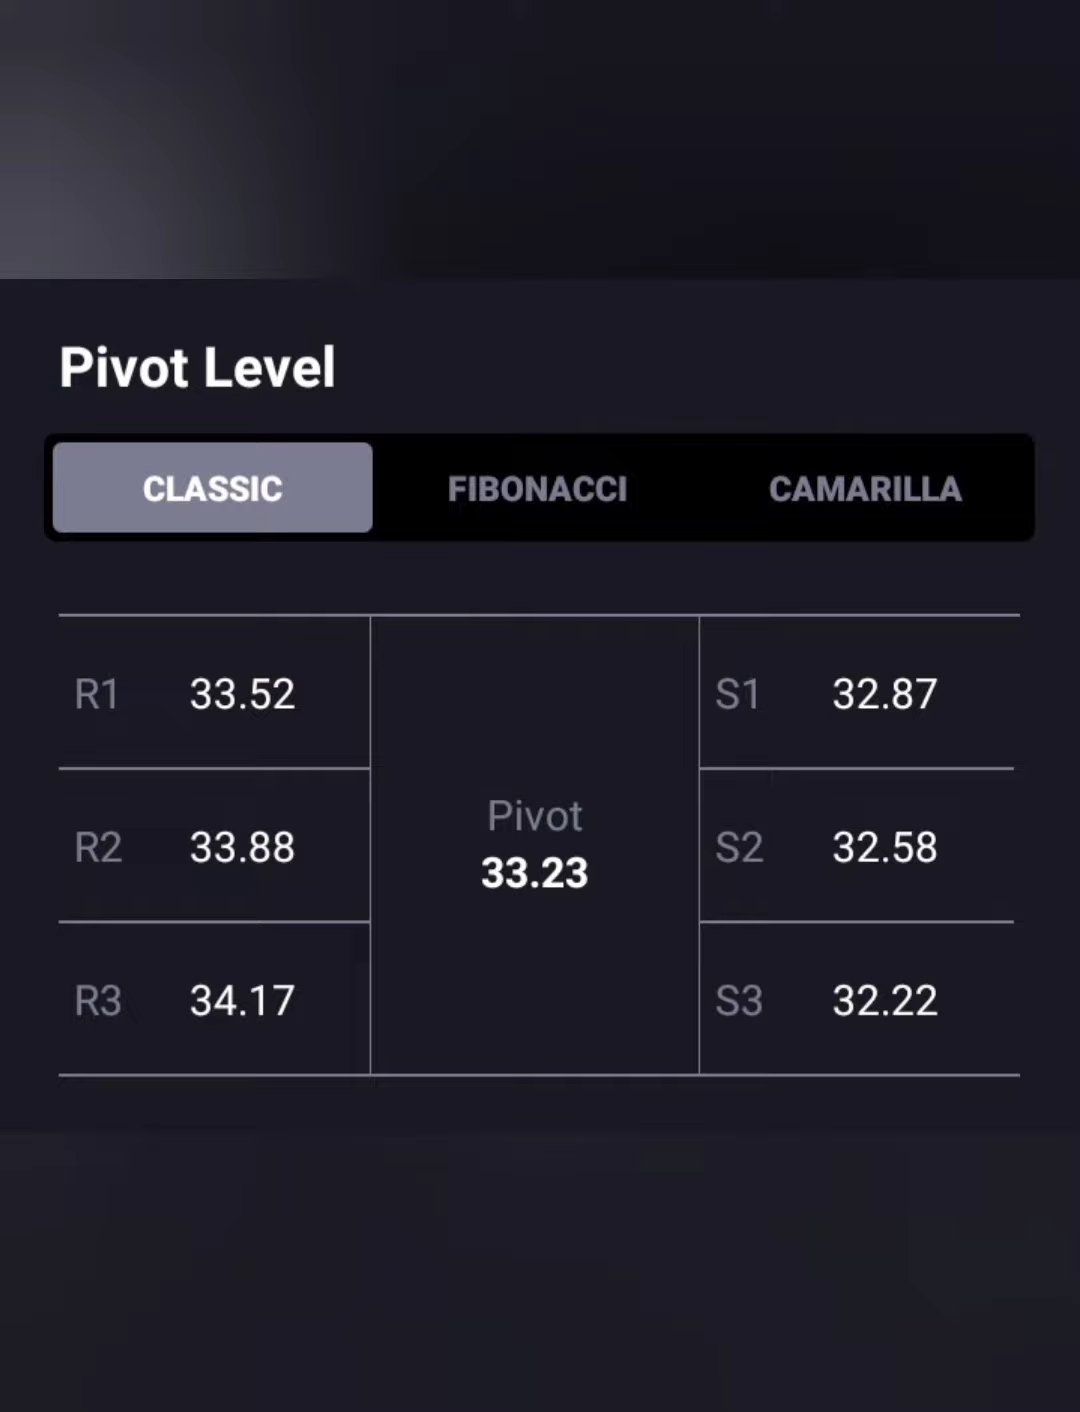 Pivot Level
CLASSIC FIBONACCI CAMARILLA
R1 33.52
R2 33.88
R3 34.17
Pivot
33.23
S1 32.87
S2 32.58
S3 32.22